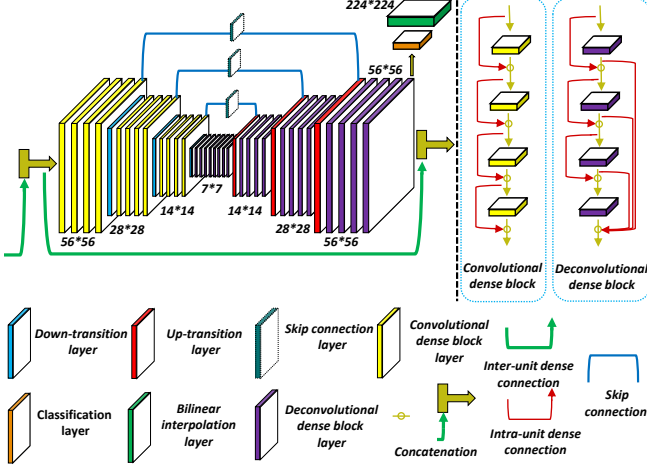 224*224
56*56
56*56
28*28
14*14
7*7
14*14
28*28
56*56
Convolutional
dense block
Deconvolutional
dense block
Down-transition
layer
Up-transition
layer
Skip connection
layer
Convolutional
dense block
layer
Inter-unit dense
connection
Skip
connection
Classification
layer
Bilinear
interpolation
layer
Deconvolutional
dense block
layer
Concatenation
Intra-unit dense
connection